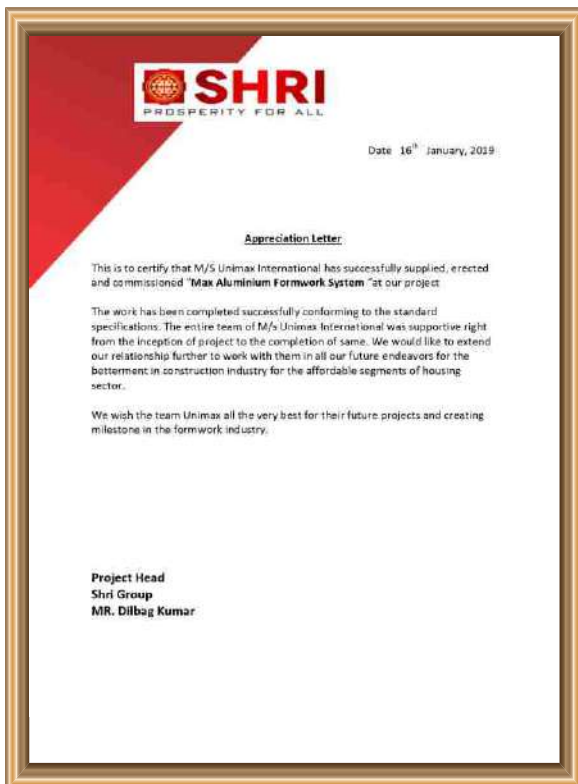 SHRI
PROSPERITY FOR ALL
Date 16th January, 2019
Appreciation Letter
This is to certify that M/S Unimax International has successfully supplied, erected
and commissioned "Max Aluminium Formwork System "at our project
The work has been completed successfully conforming to the standard
specifications. The entire team of M/s Unimax International was supportive right
from the inception of project to the completion of same. We would like to extend
our relationship further to work with them in all our future endeavors for the
betterment in construction industry for the affordable segments of housing
sector.
We wish the team Unimax all the very best for their future projects and creating
milestone in the formwork industry.
Project Head
Shri Group
MR. Dilbag Kumar